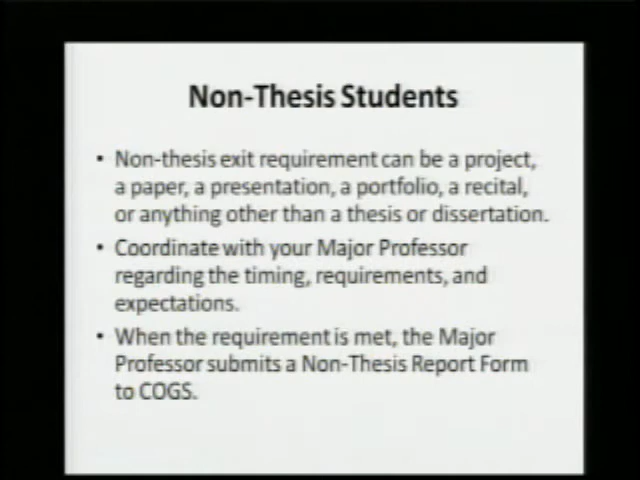 Non-Thesis Students
• Non-thesis exit requirement can be a project,
a paper, a presentation, a portfolio, a recital,
or anything other than a thesis or dissertation.
• Coordinate with your Major Professor
regarding the timing, requirements, and
expectations.
• When the requirement is met, the Major
Professor submits a Non-Thesis Report Form
to COGS.